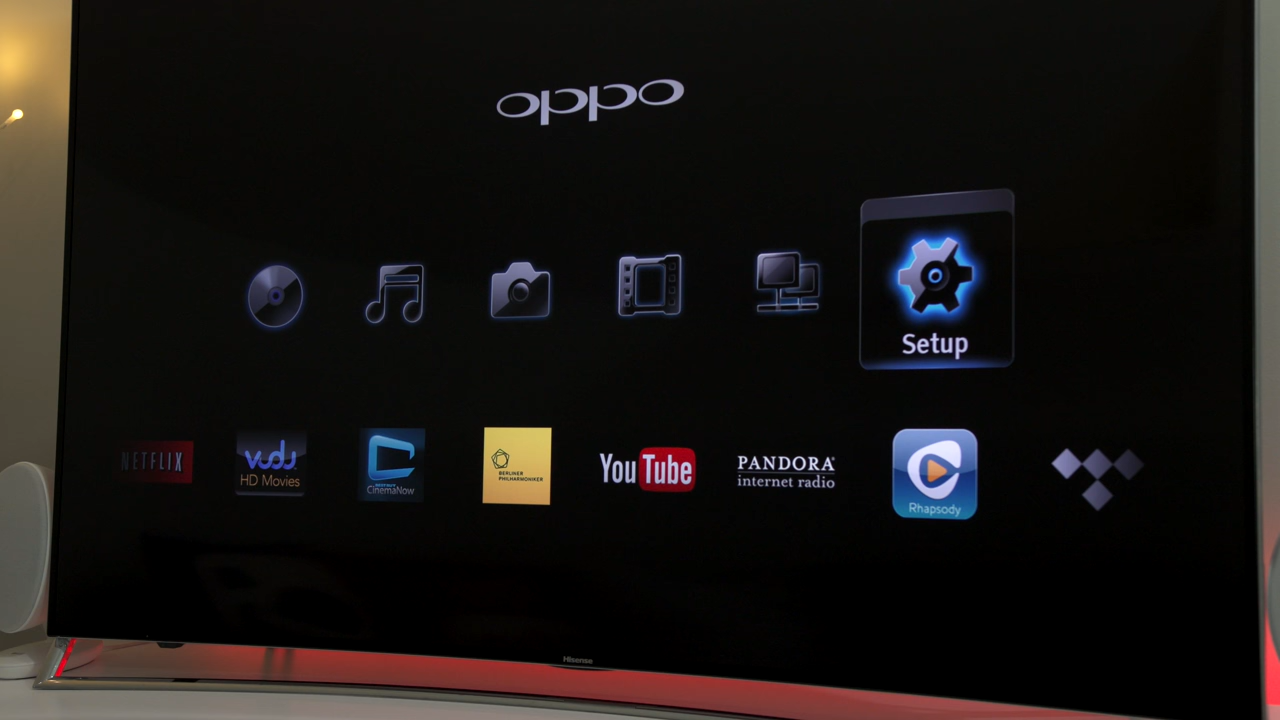 oppo
Setup
NETFLIX
vudu
HD Movies
CinemaNow
BERLINER
PHILHARMONIKER
YouTube
PANDORA®
internet radio
Rhapsody
Hisense